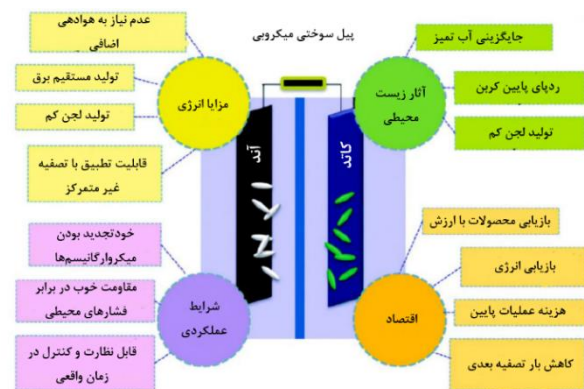 پیل سوختی میکروبی
جایگزینی آب تمیز
ردپای پایین کربن
تولید لجن کم
آثار زیست
محیطی
عدم نیاز به هوادهی
اضافی
تولید مستقیم برق
تولید لجن کم
قابلیت تطبیق با تصفیه
غیر متمرکز
مزایا انرژی
کاتد
آند
بازیابی محصولات با ارزش
بازیابی انرژی
هزینه عملیات پایین
کاهش بار تصفیه بعدی
اقتصاد
خودتجدید بودن
میکروارگانیسم‌ها
مقاومت خوب در برابر
فشارهای محیطی
قابل نظارت و کنترل در
زمان واقعی
شرایط
عملکردی